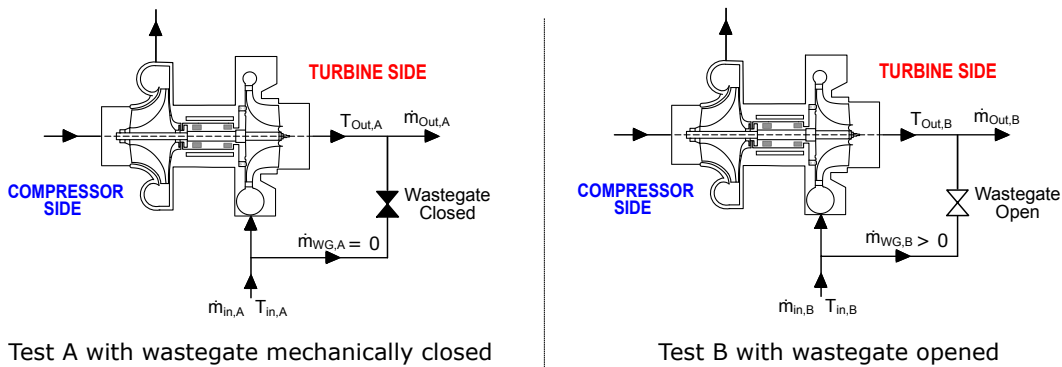 TURBINE SIDE
T_Out,A
ṁ_Out,A
COMPRESSOR
SIDE
Wastegate
Closed
ṁ_WG,A = 0
ṁ_in,A T_in,A
Test A with wastegate mechanically closed
TURBINE SIDE
T_Out,B
ṁ_Out,B
COMPRESSOR
SIDE
Wastegate
Open
ṁ_WG,B > 0
ṁ_in,B T_in,B
Test B with wastegate opened